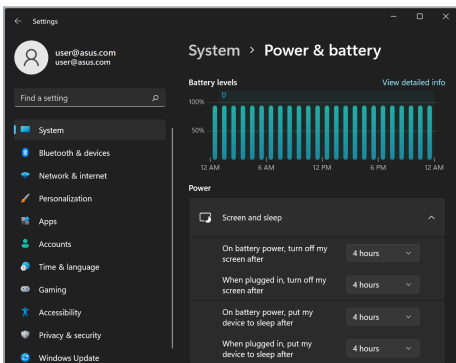 Settings
user@asus.com
user@asus.com
Find a setting
System
Bluetooth & devices
Network & internet
Personalization
Apps
Accounts
Time & language
Gaming
Accessibility
Privacy & security
Windows Update
System > Power & battery
Battery levels
View detailed info
100%
50%
12 AM 6 AM 12 PM 6 PM 12 AM
Power
Screen and sleep
On battery power, turn off my
screen after
4 hours
When plugged in, turn off my
screen after
4 hours
On battery power, put my
device to sleep after
4 hours
When plugged in, put my
device to sleep after
4 hours